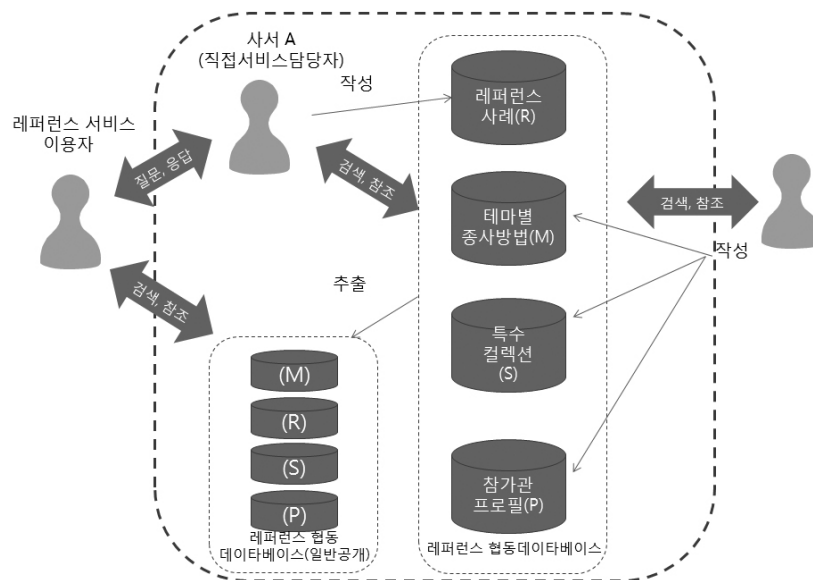 사서 A
(직접서비스담당자)
작성
레퍼런스
사례(R)
레퍼런스 서비스
이용자
질문, 응답
검색, 참조
테마별
종사방법(M)
검색, 참조
작성
검색, 참조
추출
특수
컬렉션
(S)
(M)
(R)
(S)
(P)
참가관
프로필(P)
레퍼런스 협동
데이타베이스(일반공개)
레퍼런스 협동데이타베이스